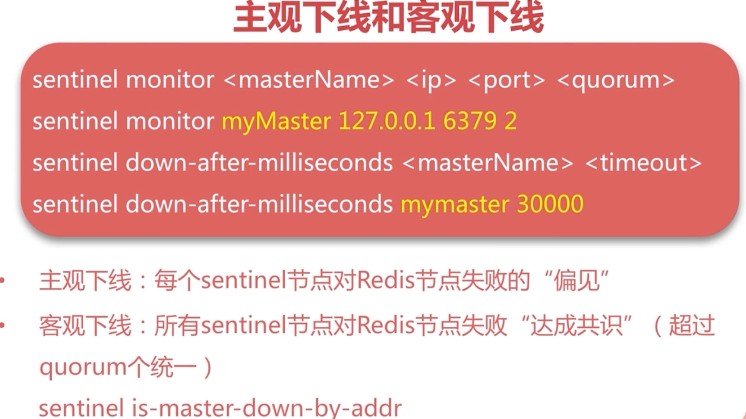 主观下线和客观下线
sentinel monitor <masterName> <ip> <port> <quorum>
sentinel monitor myMaster 127.0.0.1 6379 2
sentinel down-after-milliseconds <masterName> <timeout>
sentinel down-after-milliseconds mymaster 30000
• 主观下线：每个sentinel节点对Redis节点失败的“偏见”
• 客观下线：所有sentinel节点对Redis节点失败“达成共识”（超过
quorum个统一）
sentinel is-master-down-by-addr